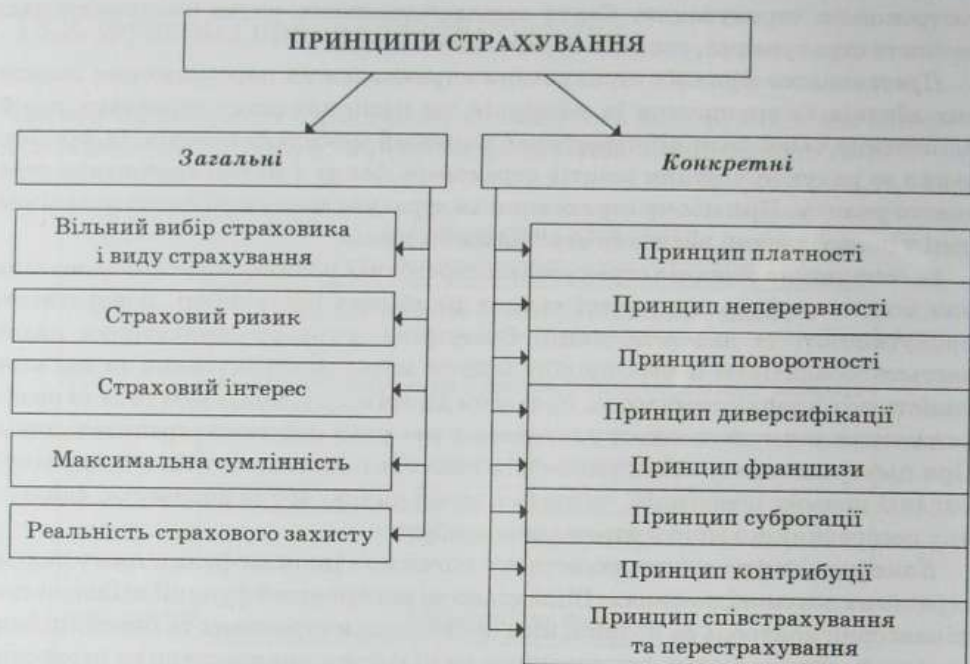 ПРИНЦИПИ СТРАХУВАННЯ
Загальні
Вільний вибір страховика
і виду страхування
Страховий ризик
Страховий інтерес
Максимальна сумлінність
Реальність страхового захисту
Конкретні
Принцип платності
Принцип неперервності
Принцип поворотності
Принцип диверсифікації
Принцип франшизи
Принцип суброгації
Принцип контрибуції
Принцип співстрахування
та перестрахування